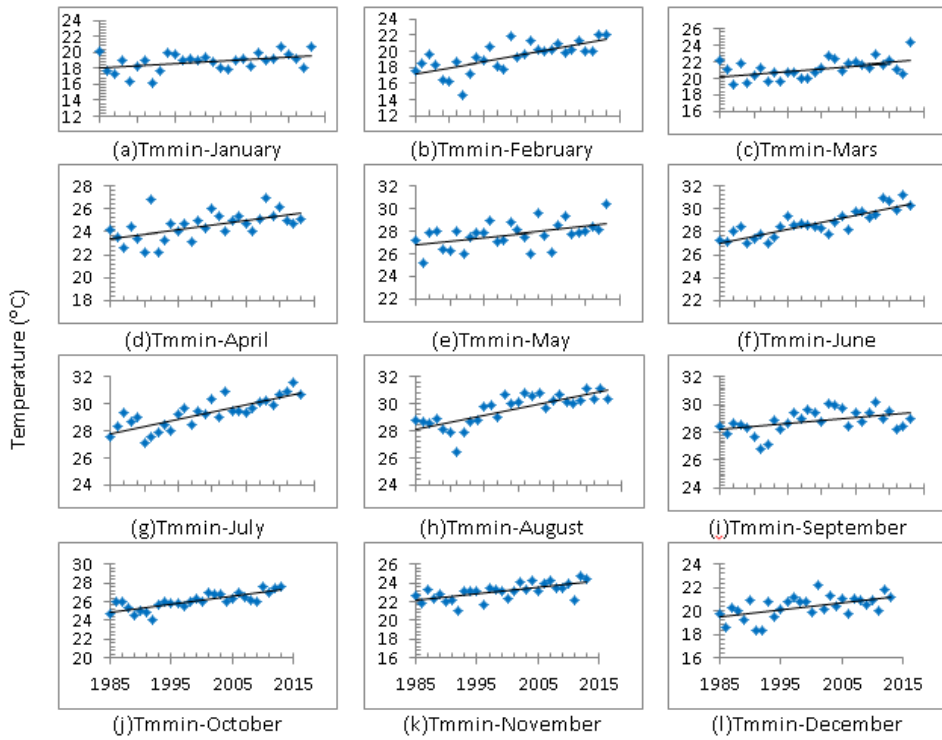 Temperature (°C)
24 22 20 18 16 14 12
(a)Tmmin-January
24 22 20 18 16 14 12
(b)Tmmin-February
26 24 22 20 18 16
(c)Tmmin-Mars
28 26 24 22 20 18
(d)Tmmin-April
32 30 28 26 24 22
(e)Tmmin-May
32 30 28 26 24 22
(f)Tmmin-June
32 30 28 26 24
(g)Tmmin-July
32 30 28 26 24
(h)Tmmin-August
32 30 28 26 24
(i)Tmmin-September
30 28 26 24 22 20
1985 1995 2005 2015
(j)Tmmin-October
26 24 22 20 18 16
1985 1995 2005 2015
(k)Tmmin-November
24 22 20 18 16
1985 1995 2005 2015
(l)Tmmin-December